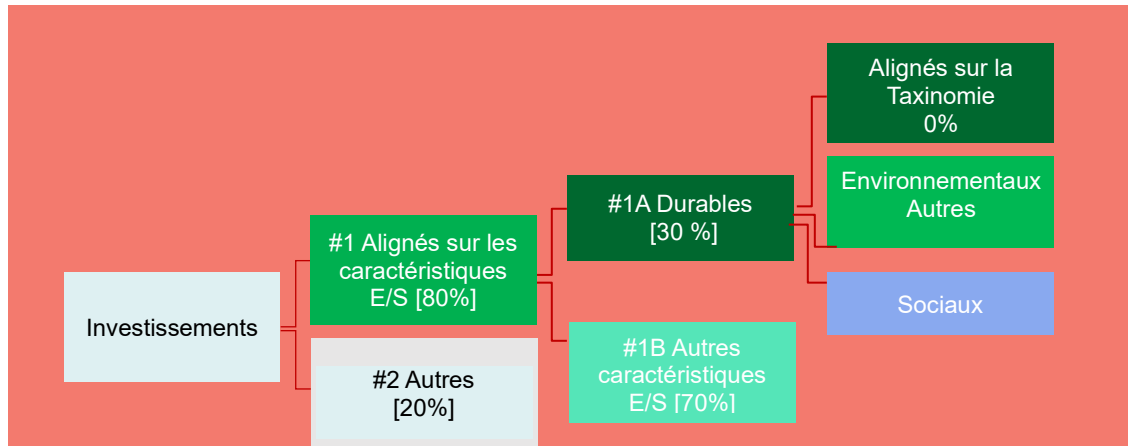 Investissements
#1 Alignés sur les
caractéristiques
E/S [80%]
#2 Autres
[20%]
#1A Durables
[30 %]
#1B Autres
caractéristiques
E/S [70%]
Alignés sur la
Taxinomie
0%
Environnementaux
Autres
Sociaux